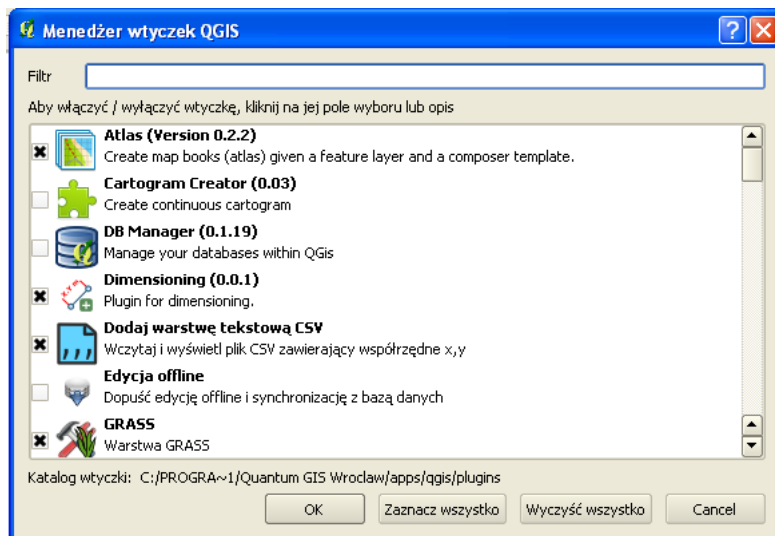 Menedżer wtyczek QGIS
Filtr
Aby włączyć / wyłączyć wtyczkę, kliknij na jej pole wyboru lub opis
Atlas (Version 0.2.2)
Create map books (atlas) given a feature layer and a composer template.
Cartogram Creator (0.03)
Create continuous cartogram
DB Manager (0.1.19)
Manage your databases within QGis
Dimensioning (0.0.1)
Plugin for dimensioning.
Dodaj warstwę tekstową CSV
Wczytaj i wyświetl plik CSV zawierający współrzędne x,y
Edycja offline
Dopuść edycję offline i synchronizację z bazą danych
GRASS
Warstwa GRASS
Katalog wtyczki: C:/PROGRA~1/Quantum GIS Wroclaw/apps/qgis/plugins
OK Zaznacz wszystko Wyczyść wszystko Cancel